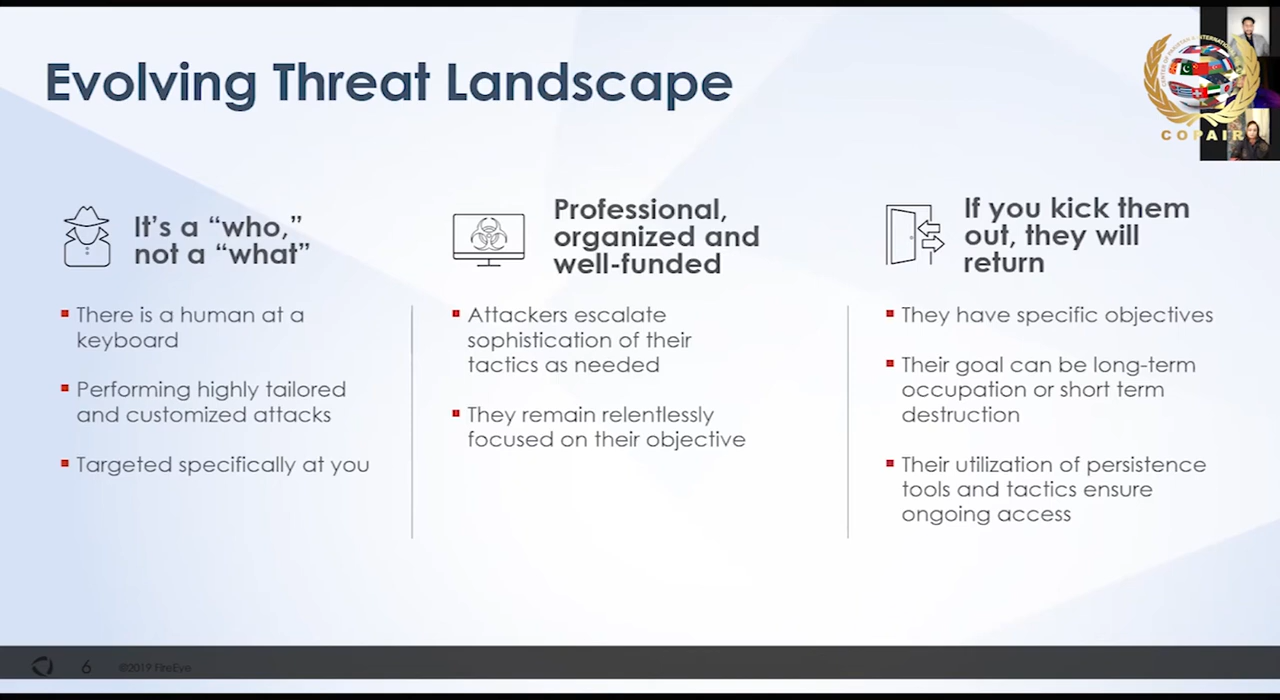 Evolving Threat Landscape
It's a “who,”
not a “what”
There is a human at a
keyboard
Performing highly tailored
and customized attacks
Targeted specifically at you
Professional,
organized and
well-funded
Attackers escalate
sophistication of their
tactics as needed
They remain relentlessly
focused on their objective
If you kick them
out, they will
return
They have specific objectives
Their goal can be long-term
occupation or short term
destruction
Their utilization of persistence
tools and tactics ensure
ongoing access
COPAIR
6
©2019 FireEye